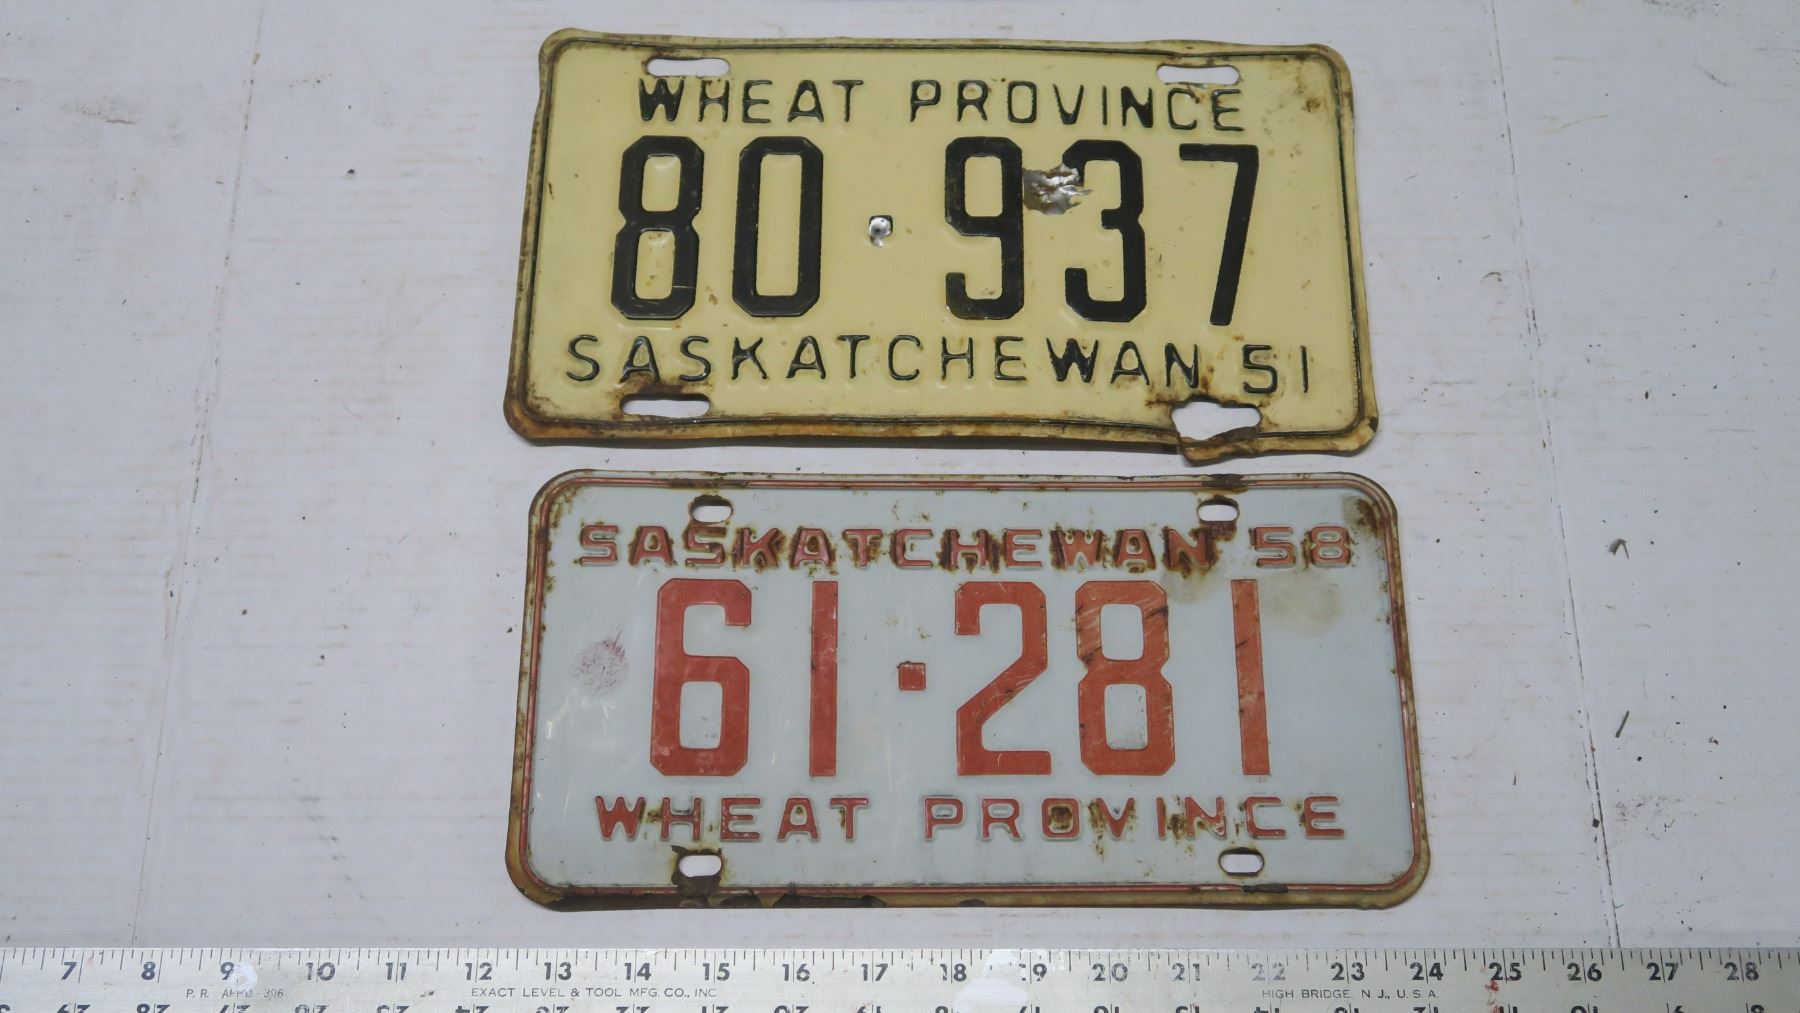 WHEAT PROVINCE
80·937
SASKATCHEWAN 51
SASKATCHEWAN 58
61·281
WHEAT PROVINCE
7 8 9 10 11 12 13 14 15 16 17 18 19 20 21 22 23 24 25 26 27 28
EXACT LEVEL & TOOL MFG. CO., INC. HIGH BRIDGE, N. J., U. S. A.